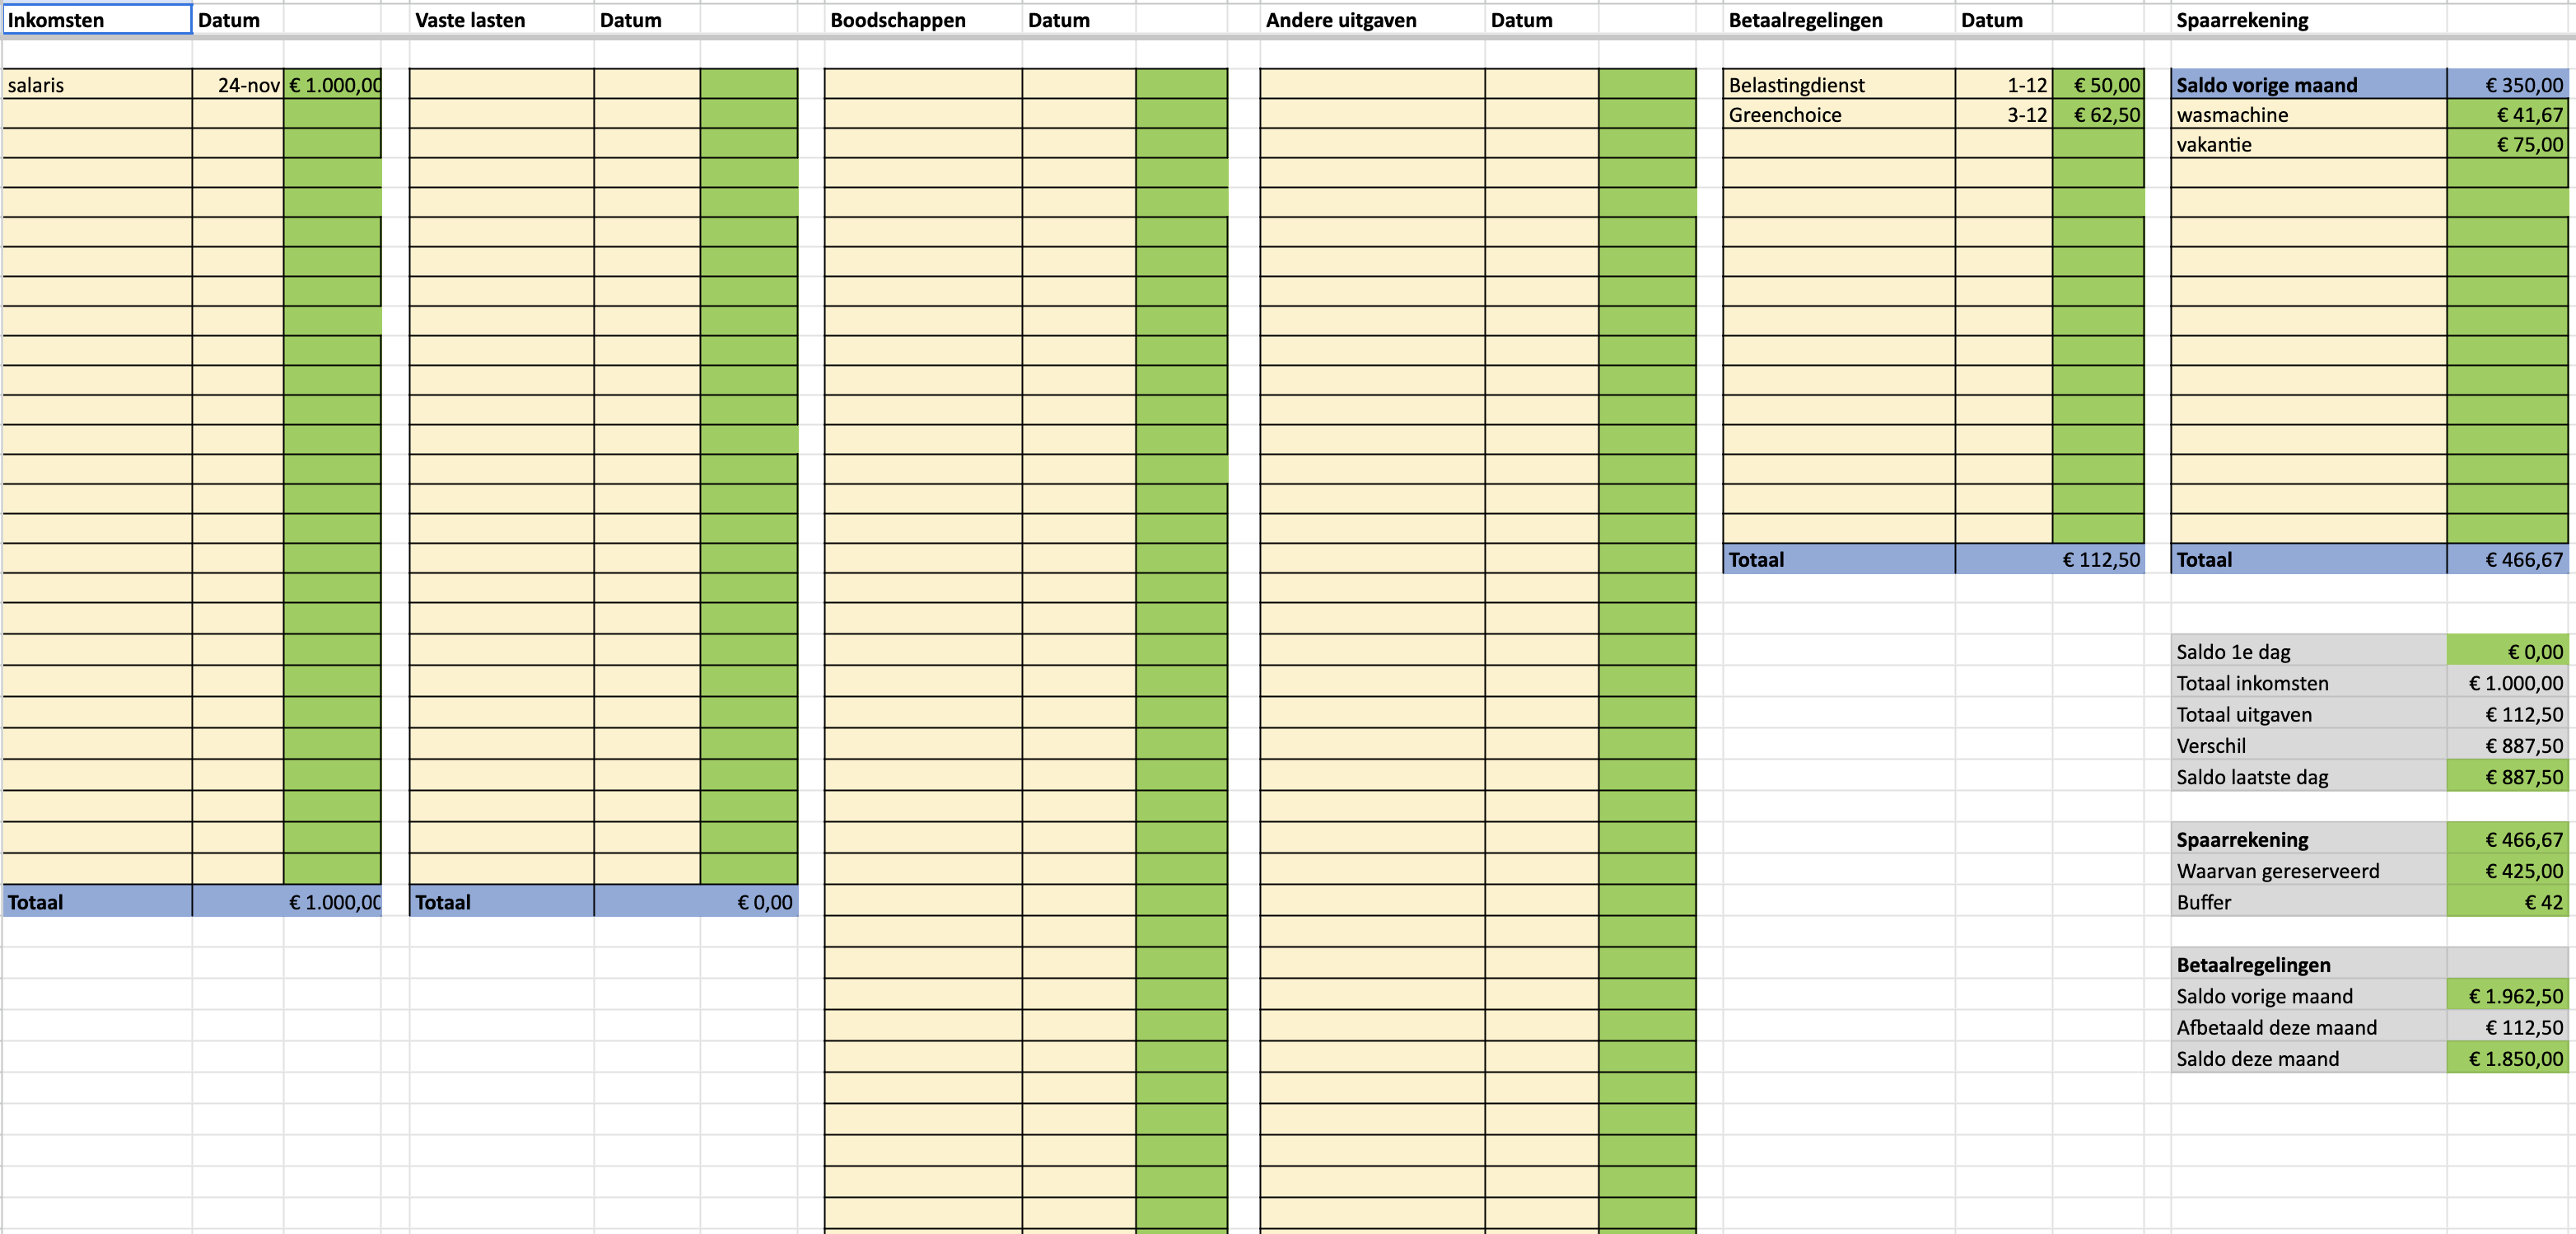 Inkomsten Datum Vaste lasten Datum Boodschappen Datum Andere uitgaven Datum Betaalregelingen Datum Spaarrekening
salaris 24-nov € 1.000,00 Belastingdienst 1-12 € 50,00 Saldo vorige maand € 350,00
Greenchoice 3-12 € 62,50 wasmachine € 41,67
vakantie € 75,00
Totaal € 112,50 Totaal € 466,67
Saldo 1e dag € 0,00
Totaal inkomsten € 1.000,00
Totaal uitgaven € 112,50
Verschil € 887,50
Saldo laatste dag € 887,50
Spaarrekening € 466,67
Waarvan gereserveerd € 425,00
Totaal € 1.000,00 Totaal € 0,00 Buffer € 42
Betaalregelingen
Saldo vorige maand € 1.962,50
Afbetaald deze maand € 112,50
Saldo deze maand € 1.850,00